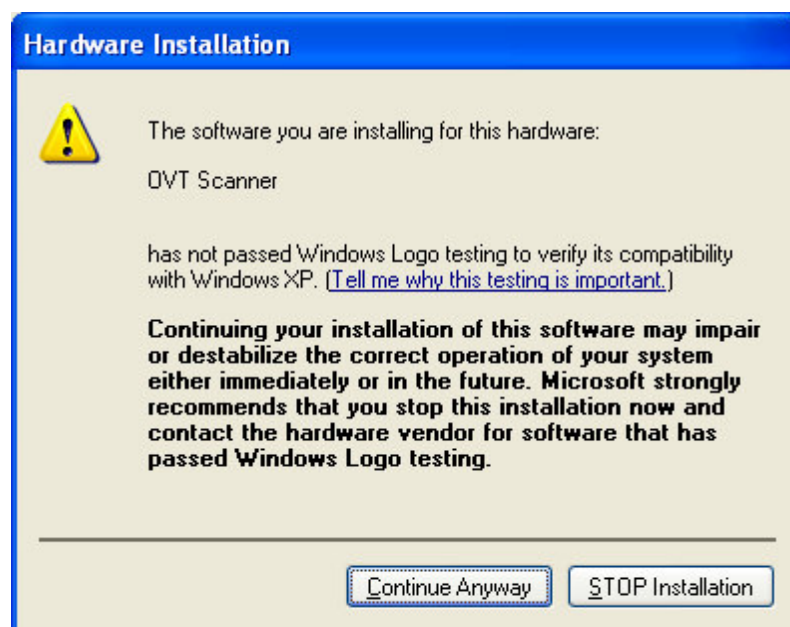 Hardware Installation
The software you are installing for this hardware:
OVT Scanner
has not passed Windows Logo testing to verify its compatibility
with Windows XP. (Tell me why this testing is important.)
Continuing your installation of this software may impair
or destabilize the correct operation of your system
either immediately or in the future. Microsoft strongly
recommends that you stop this installation now and
contact the hardware vendor for software that has
passed Windows Logo testing.
Continue Anyway
STOP Installation